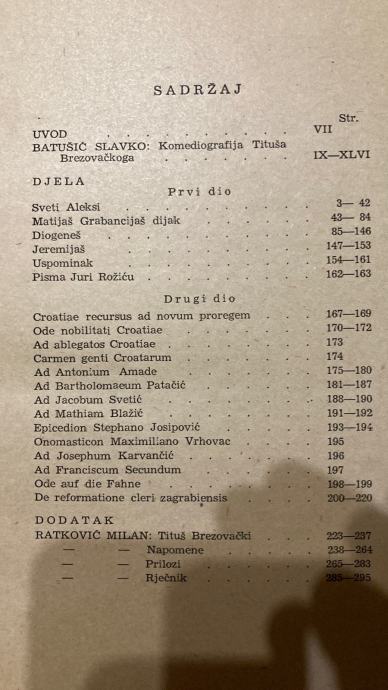 SADRŽAJ
Str.
UVOD . . . . . . . . . VII
BATUŠIĆ SLAVKO: Komediografija Tituša
Brezovačkoga . . . . . . . IX—XLVI
DJELA
Prvi dio
Sveti Aleksi . . . . . . . . 3— 42
Matijaš Grabancijaš dijak . . . . . 43— 84
Diogeneš . . . . . . . . 85—146
Jeremijaš . . . . . . . . 147—153
Uspominak . . . . . . . . 154—161
Pisma Juri Rožiću . . . . . . 162—163
Drugi dio
Croatiae recursus ad novum proregem . . 167—169
Ode nobilitati Croatiae . . . . . 170—172
Ad ablegatos Croatiae . . . . . . 173
Carmen genti Croatarum . . . . . 174
Ad Antonium Amade . . . . . 175—180
Ad Bartholomaeum Patačić . . . . 181—187
Ad Jacobum Svetić . . . . . . 188—190
Ad Mathiam Blažić . . . . . . 191—192
Epicedion Stephano Josipović . . . . 193—194
Onomasticon Maximiliano Vrhovac . . . 195
Ad Josephum Karvančić . . . . . 196
Ad Franciscum Secundum . . . . 197
Ode auf die Fahne . . . . . . 198—199
De reformatione cleri zagrabiensis . . . 200—220
DODATAK
RATKOVIĆ MILAN: Tituš Brezovački . . . 223—237
— — Napomene . . . . 238—264
— — Prilozi . . . . . 265—283
— — Rječnik . . . . . 285—295